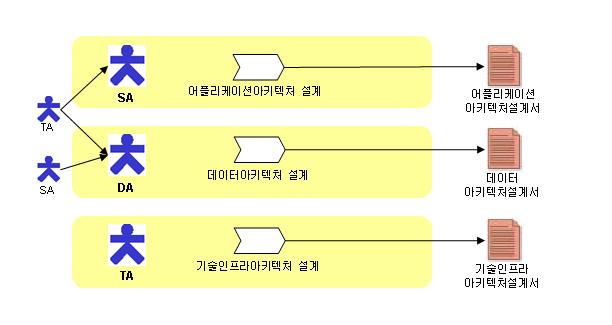 SA
어플리케이션아키텍처 설계
어플리케이션
아키텍처설계서
TA
SA
DA
데이터아키텍처 설계
데이터
아키텍처설계서
TA
기술인프라아키텍처 설계
기술인프라
아키텍처설계서